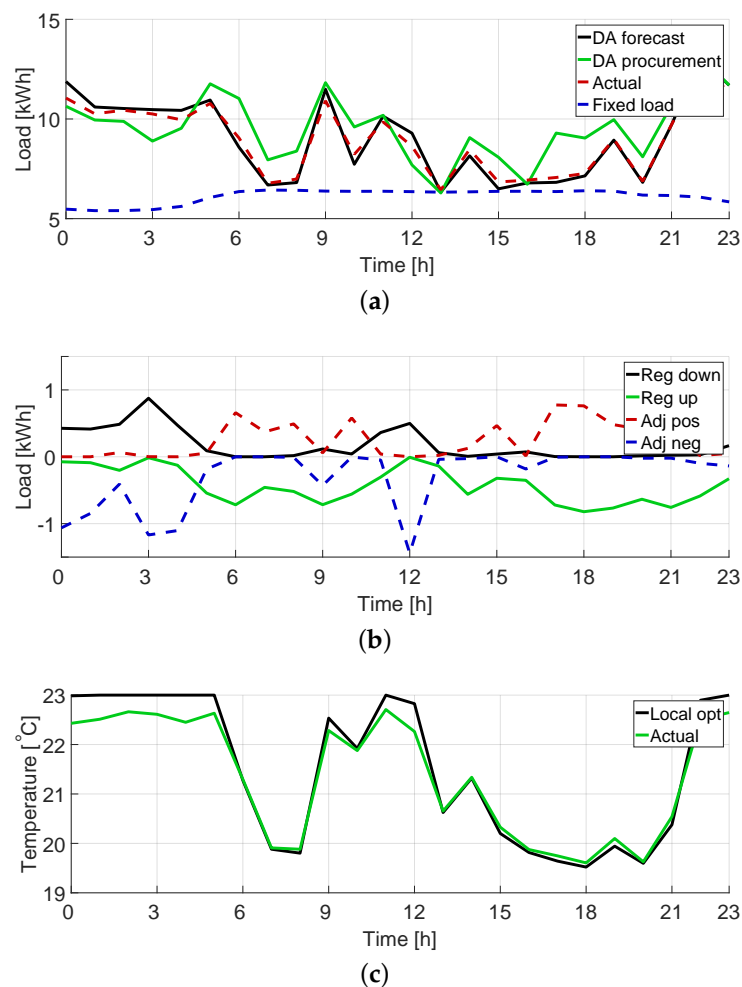 15
10
5
Load [kWh]
DA forecast
DA procurement
Actual
Fixed load
0 3 6 9 12 15 18 21 23
Time [h]
(a)
1
0
-1
Load [kWh]
Reg down
Reg up
Adj pos
Adj neg
0 3 6 9 12 15 18 21 23
Time [h]
(b)
23
22
21
20
19
Temperature [°C]
Local opt
Actual
0 3 6 9 12 15 18 21 23
Time [h]
(c)